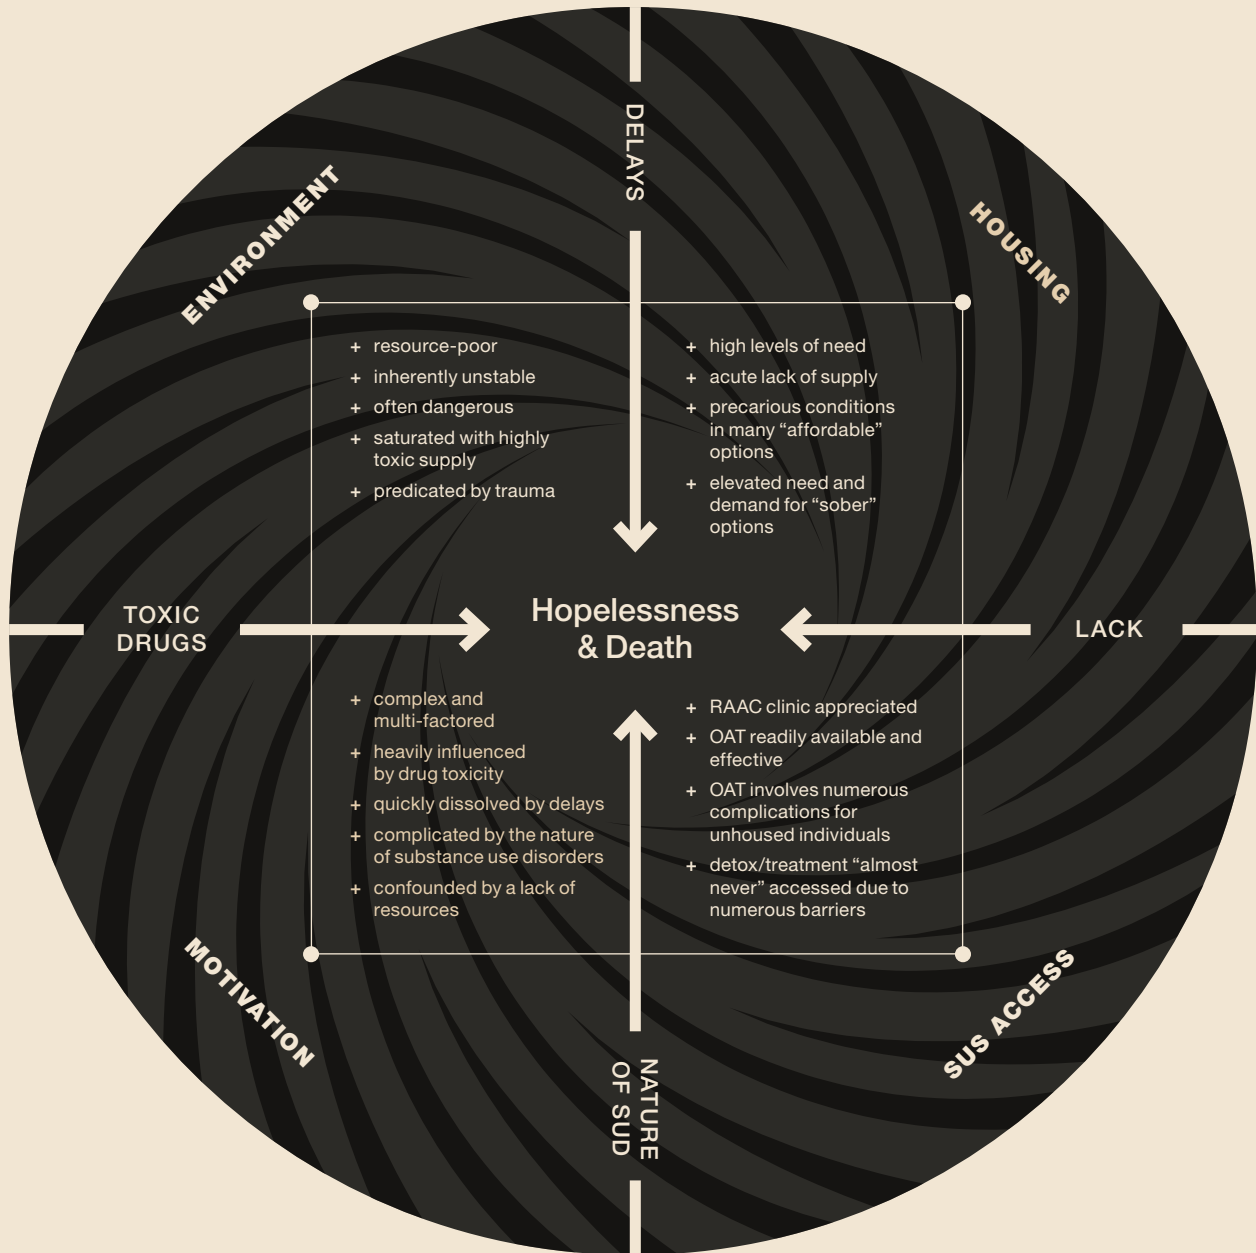 DELAYS
ENVIRONMENT
HOUSING
+ resource-poor
+ inherently unstable
+ often dangerous
+ saturated with highly
toxic supply
+ predicated by trauma
+ high levels of need
+ acute lack of supply
+ precarious conditions
in many “affordable”
options
+ elevated need and
demand for “sober”
options
TOXIC
DRUGS
Hopelessness
& Death
LACK
+ complex and
multi-factored
+ heavily influenced
by drug toxicity
+ quickly dissolved by delays
+ complicated by the nature
of substance use disorders
+ confounded by a lack of
resources
+ RAAC clinic appreciated
+ OAT readily available and
effective
+ OAT involves numerous
complications for
unhoused individuals
+ detox/treatment “almost
never” accessed due to
numerous barriers
MOTIVATION
SUS ACCESS
NATURE
OF SUD